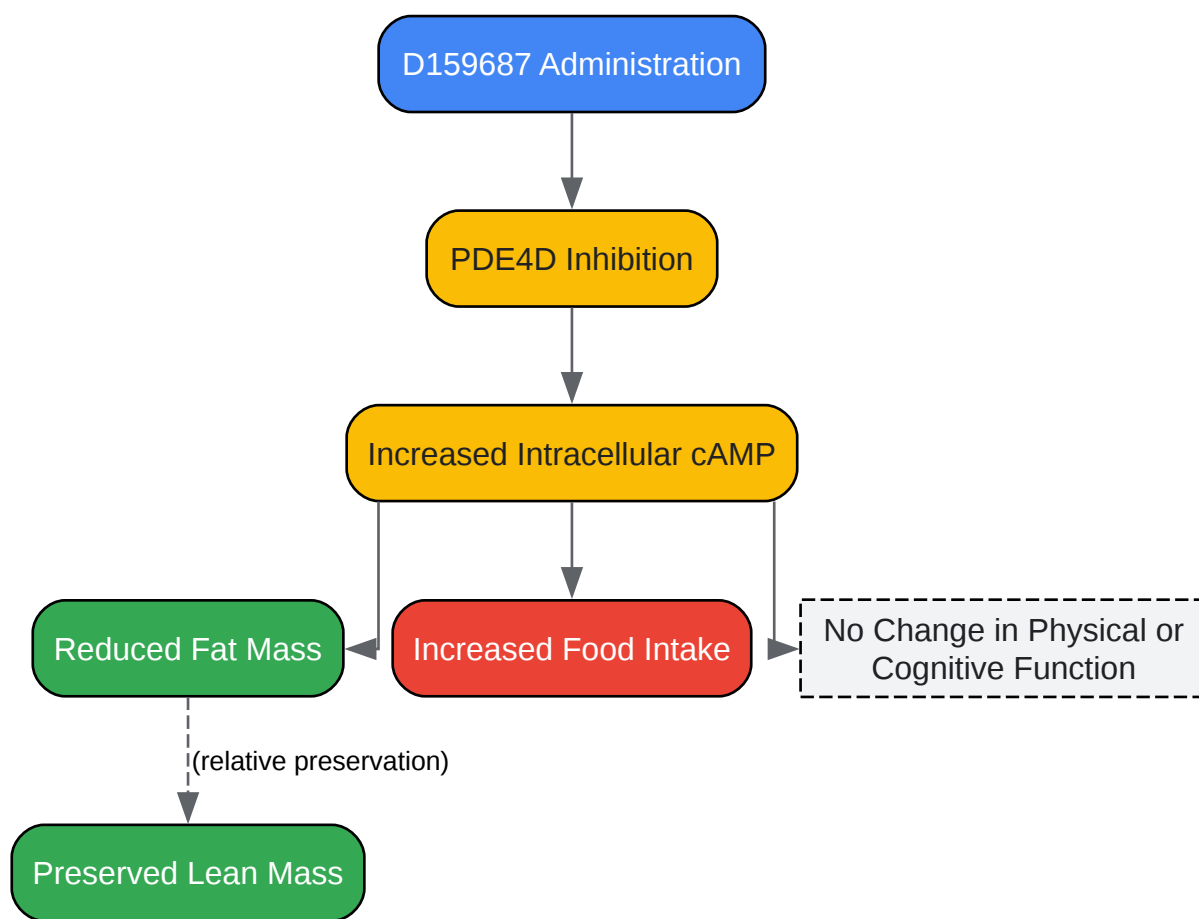 D159687 Administration
PDE4D Inhibition
Increased Intracellular cAMP
Reduced Fat Mass
Increased Food Intake
No Change in Physical or
Cognitive Function
(relative preservation)
Preserved Lean Mass